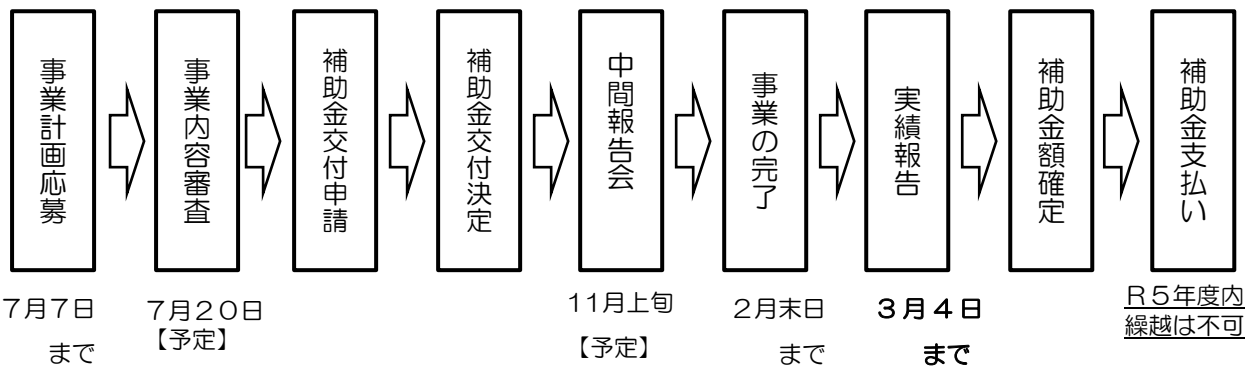 事業計画応募
事業内容審査
補助金交付申請
補助金交付決定
中間報告会
事業の完了
実績報告
補助金額確定
補助金支払い
7月7日
まで
7月20日
【予定】
11月上旬
【予定】
2月末日
まで
3月4日
まで
R5年度内
繰越は不可